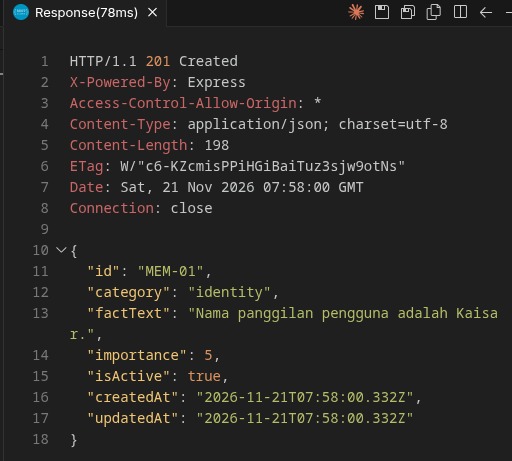 Response(78ms)
1 HTTP/1.1 201 Created
2 X-Powered-By: Express
3 Access-Control-Allow-Origin: *
4 Content-Type: application/json; charset=utf-8
5 Content-Length: 198
6 ETag: W/"c6-KZcmisPPiHGiBaiTuz3sjw9otNs"
7 Date: Sat, 21 Nov 2026 07:58:00 GMT
8 Connection: close
9
10 {
11   "id": "MEM-01",
12   "category": "identity",
13   "factText": "Nama panggilan pengguna adalah Kaisa
r.",
14   "importance": 5,
15   "isActive": true,
16   "createdAt": "2026-11-21T07:58:00.332Z",
17   "updatedAt": "2026-11-21T07:58:00.332Z"
18 }